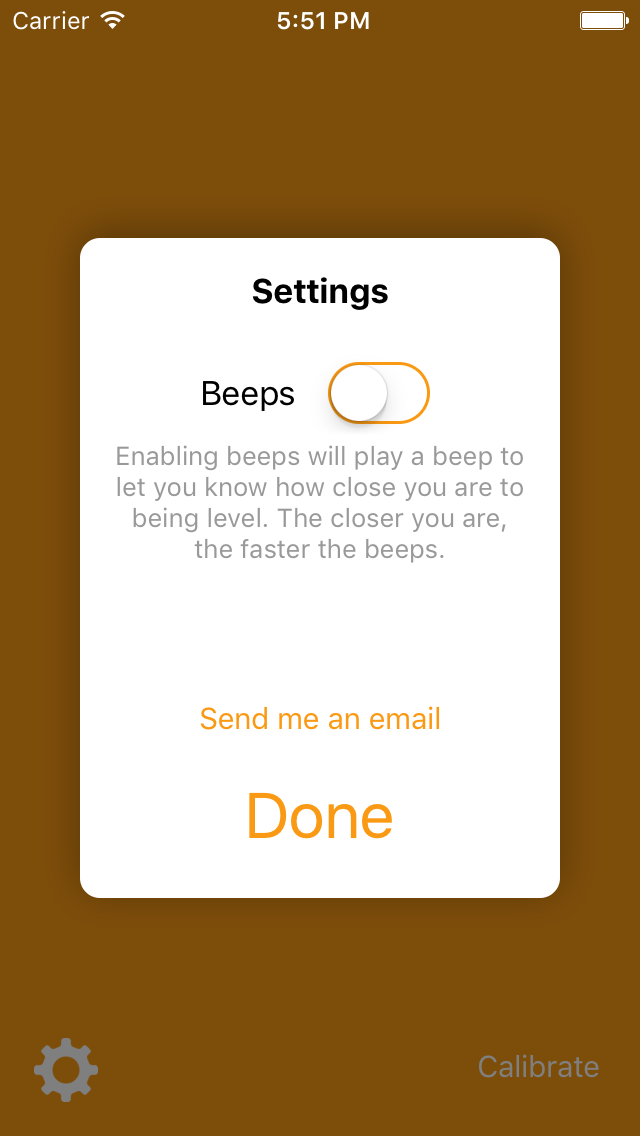 Carrier 5:51 PM
Settings
Beeps
Enabling beeps will play a beep to
let you know how close you are to
being level. The closer you are,
the faster the beeps.
Send me an email
Done
Calibrate